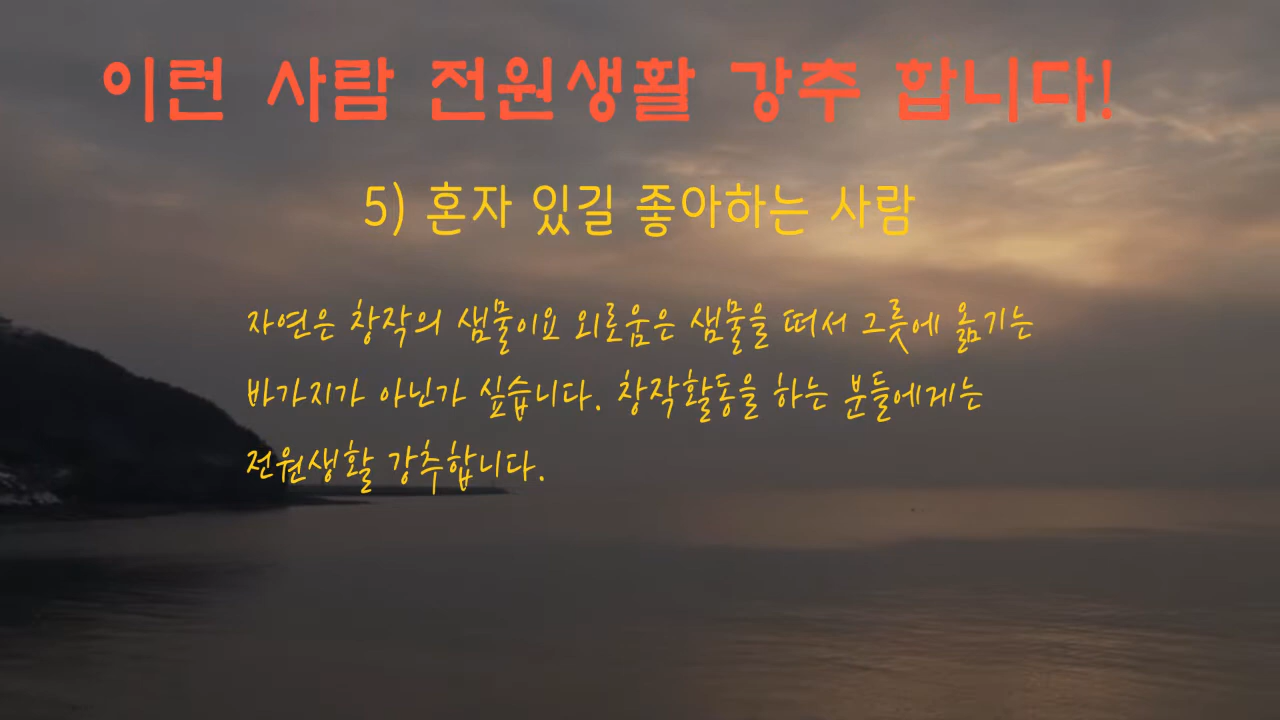 이런 사람 전원생활 강추 합니다!
5) 혼자 있길 좋아하는 사람
자연은 창작의 샘물이요 외로움은 샘물을 떠서 그릇에 옮기는
바가지가 아닌가 싶습니다. 창작활동을 하는 분들에게는
전원생활 강추합니다.